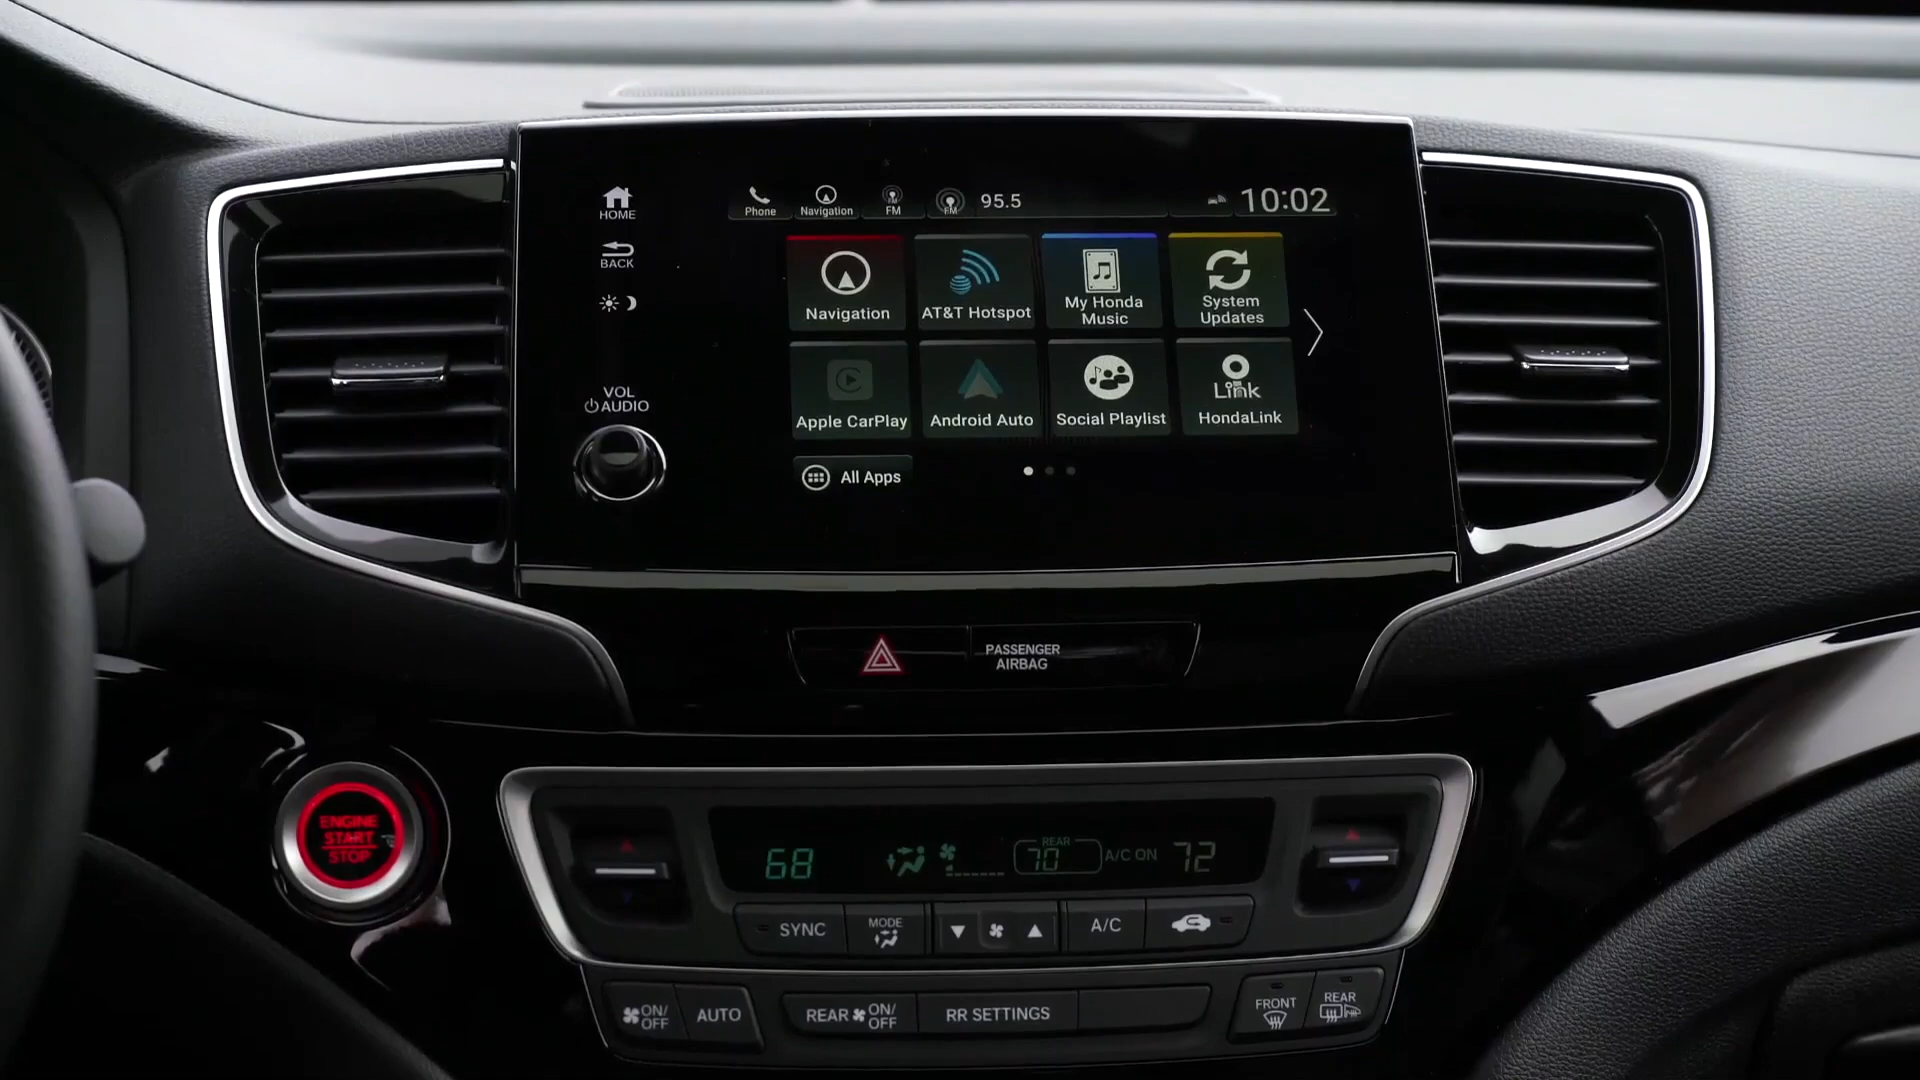 HOME
BACK
VOL
AUDIO
Phone
Navigation
FM
FM
95.5
10:02
Navigation
AT&T Hotspot
My Honda
Music
System
Updates
Apple CarPlay
Android Auto
Social Playlist
Link
HondaLink
All Apps
PASSENGER
AIRBAG
ENGINE
START
STOP
68
REAR
70
A/C ON
72
SYNC
MODE
A/C
ON/
OFF
AUTO
REAR ON/
OFF
RR SETTINGS
FRONT
REAR